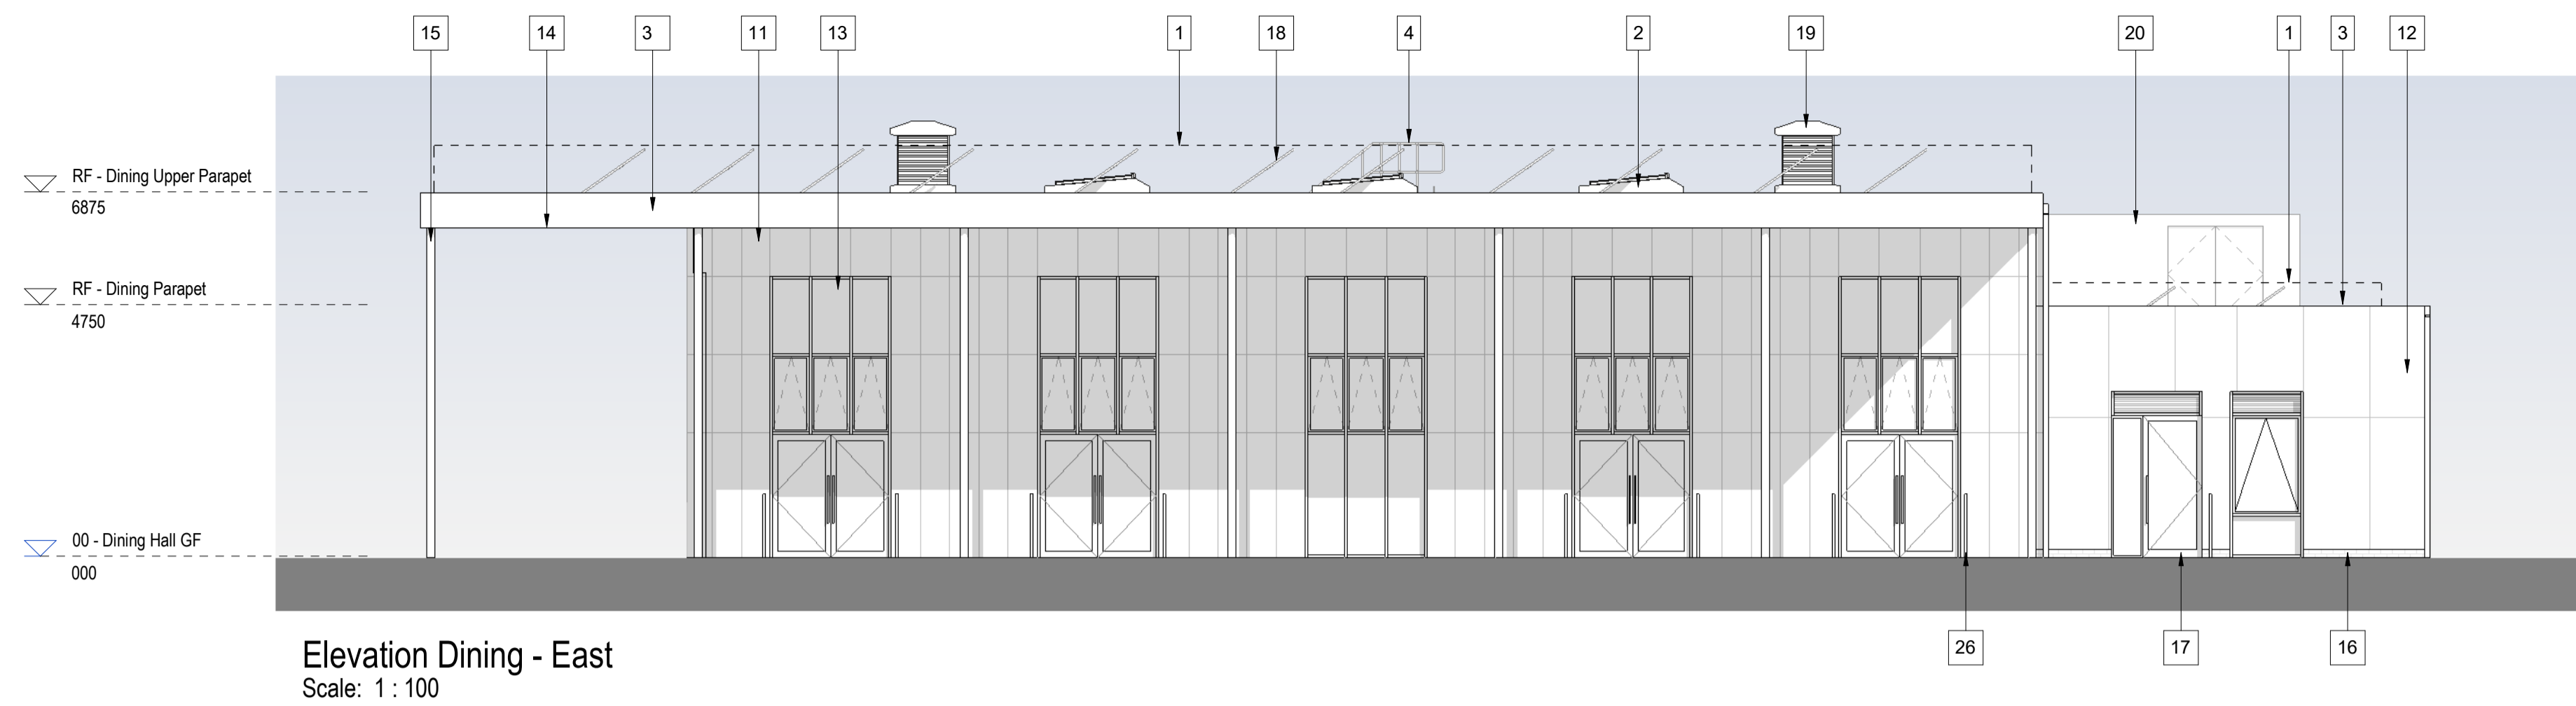 15 14 3 11 13 1 18 4 2 19 20 1 3 12
RF - Dining Upper Parapet
6875
RF - Dining Parapet
4750
00 - Dining Hall GF
000
26 17 16
Elevation Dining - East
Scale: 1 : 100